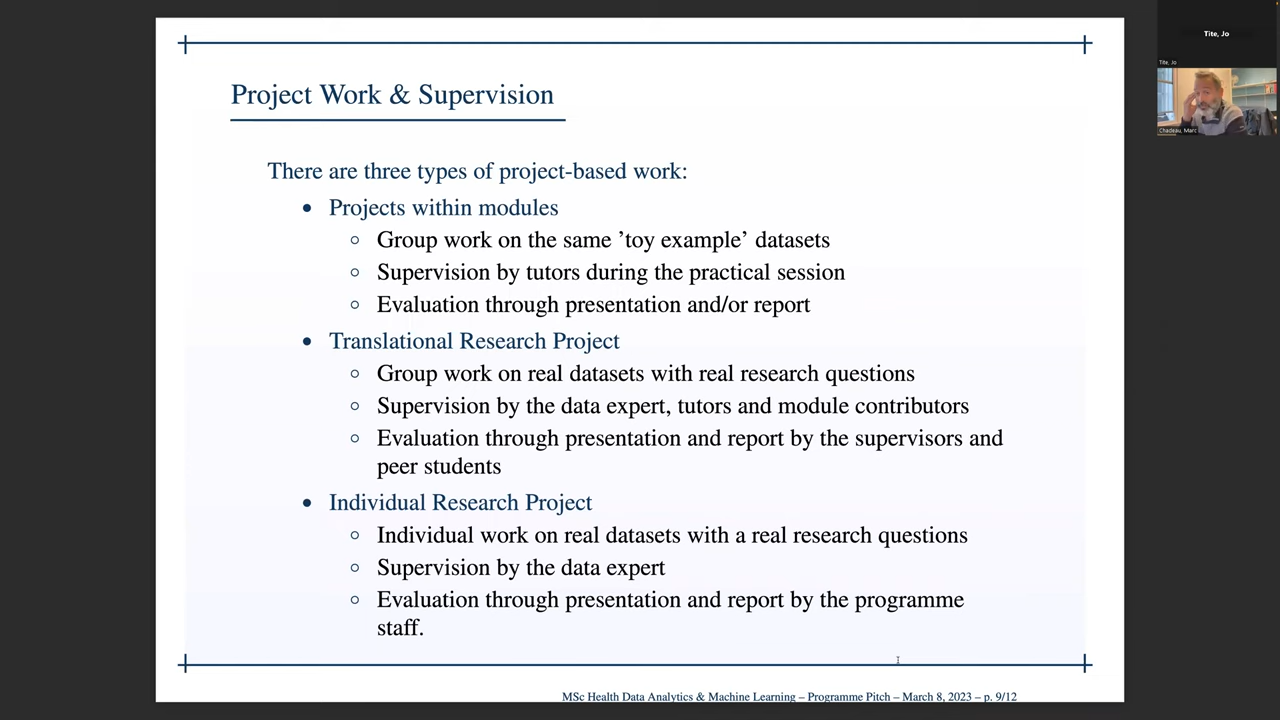 Project Work & Supervision
There are three types of project-based work:
• Projects within modules
◦ Group work on the same ’toy example’ datasets
◦ Supervision by tutors during the practical session
◦ Evaluation through presentation and/or report
• Translational Research Project
◦ Group work on real datasets with real research questions
◦ Supervision by the data expert, tutors and module contributors
◦ Evaluation through presentation and report by the supervisors and
peer students
• Individual Research Project
◦ Individual work on real datasets with a real research questions
◦ Supervision by the data expert
◦ Evaluation through presentation and report by the programme
staff.
MSc Health Data Analytics & Machine Learning – Programme Pitch – March 8, 2023 – p. 9/12
Tite, Jo
Tite, Jo
Chadeau, Marc